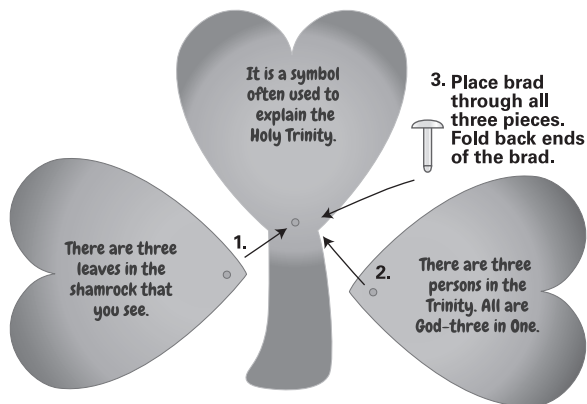 It is a symbol
often used to
explain the
Holy Trinity.
3. Place brad
through all
three pieces.
Fold back ends
of the brad.
1.
There are three
leaves in the
shamrock that
you see.
2.
There are three
persons in the
Trinity. All are
God-three in One.